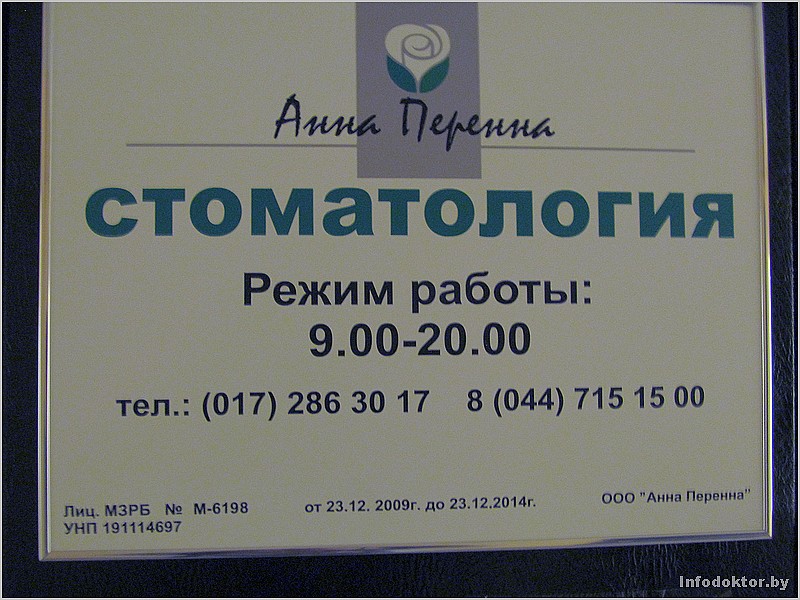 Анна Перенна
стоматология
Режим работы:
9.00-20.00
тел.: (017) 286 30 17 8 (044) 715 15 00
Лиц. МЗРБ № М-6198 от 23.12. 2009г. до 23.12.2014г. ООО "Анна Перенна"
УНП 191114697
Infodoktor.by